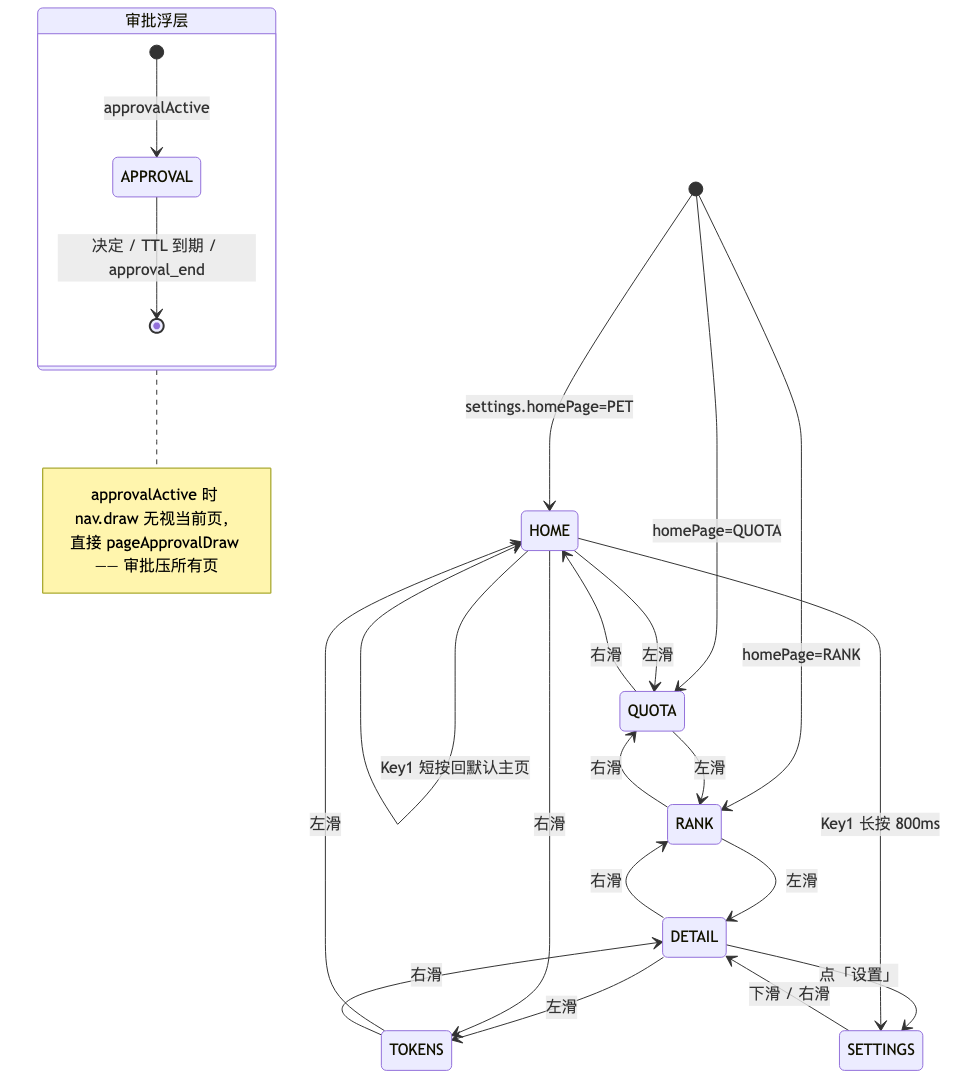 审批浮层
approvalActive
APPROVAL
决定 / TTL 到期 /
approval_end
approvalActive 时
nav.draw 无视当前页，
直接 pageApprovalDraw
—— 审批压所有页
settings.homePage=PET
HOME
homePage=QUOTA
右滑
左滑
homePage=RANK
QUOTA
Key1 短按回默认主页
右滑
左滑
左滑
右滑
RANK
Key1 长按 800ms
右滑
左滑
DETAIL
右滑
点「设置」
下滑 / 右滑
左滑
TOKENS
SETTINGS